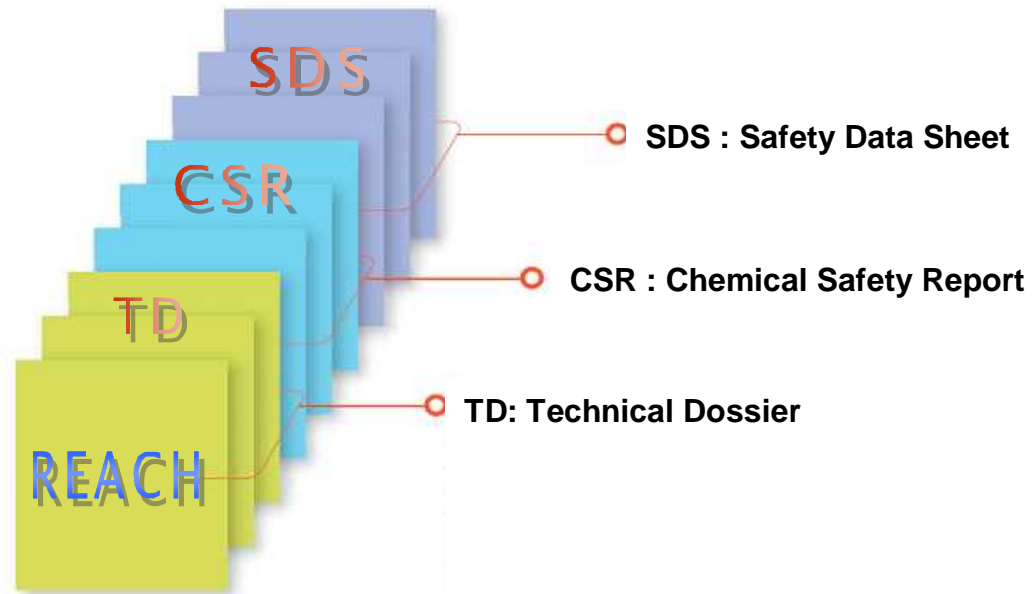 SDS
SDS : Safety Data Sheet
CSR
CSR : Chemical Safety Report
TD
TD: Technical Dossier
REACH